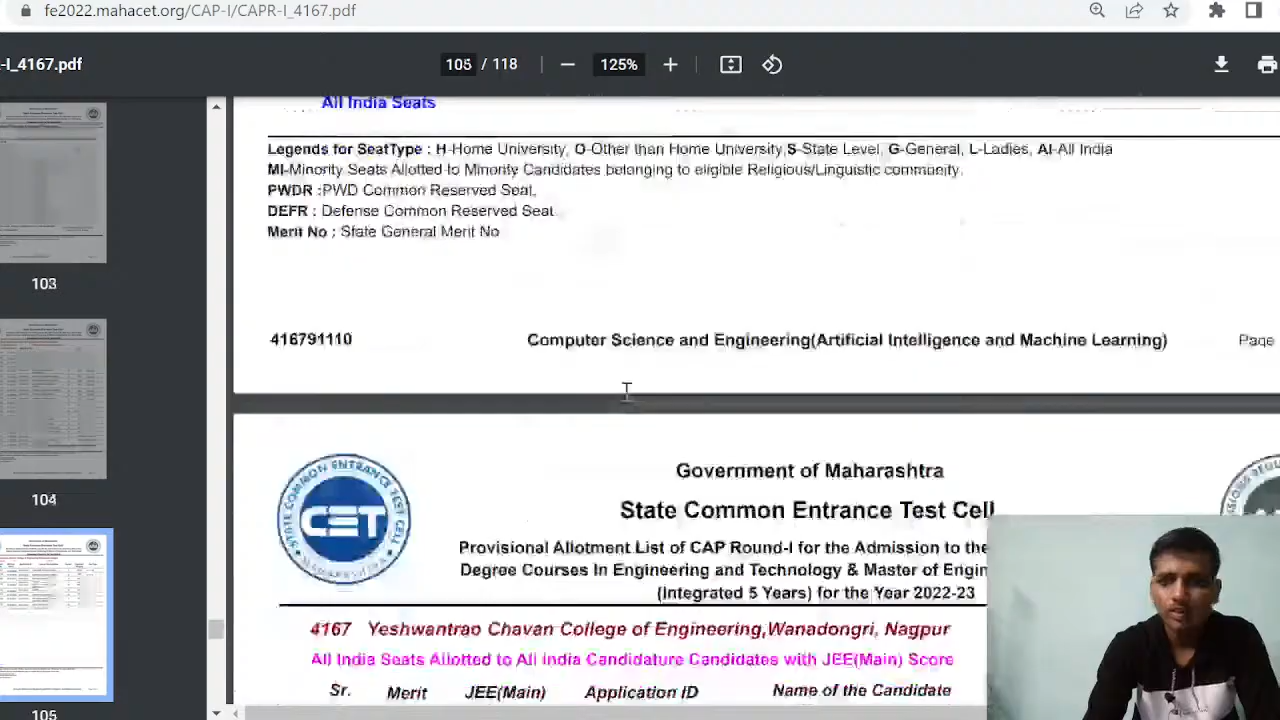 fe2022.mahacet.org/CAP-I/CAPR-I_4167.pdf
-I_4167.pdf
105 / 118
125%
All India Seats
Legends for SeatType : H-Home University, O-Other than Home University,S-State Level, G-General, L-Ladies, AI-All India
MI-Minority Seats Allotted to Minority Candidates belonging to eligible Religious/Linguistic community.
PWDR :PWD Common Reserved Seat,
DEFR : Defense Common Reserved Seat
Merit No : State General Merit No
103
416791110
Computer Science and Engineering(Artificial Intelligence and Machine Learning)
Page
STATE COMMON ENTRANCE TEST CELL
CET
Government of Maharashtra
State Common Entrance Test Cell
104
Provisional Allotment List of CAP Round-I for the Admission to the
Degree Courses In Engineering and Technology & Master of Engin
(Integrated 5 Years) for the Year 2022-23
4167 Yeshwantrao Chavan College of Engineering,Wanadongri, Nagpur
All India Seats Allotted to All India Candidature Candidates with JEE(Main) Score
Sr. Merit JEE(Main) Application ID Name of the Candidate
105